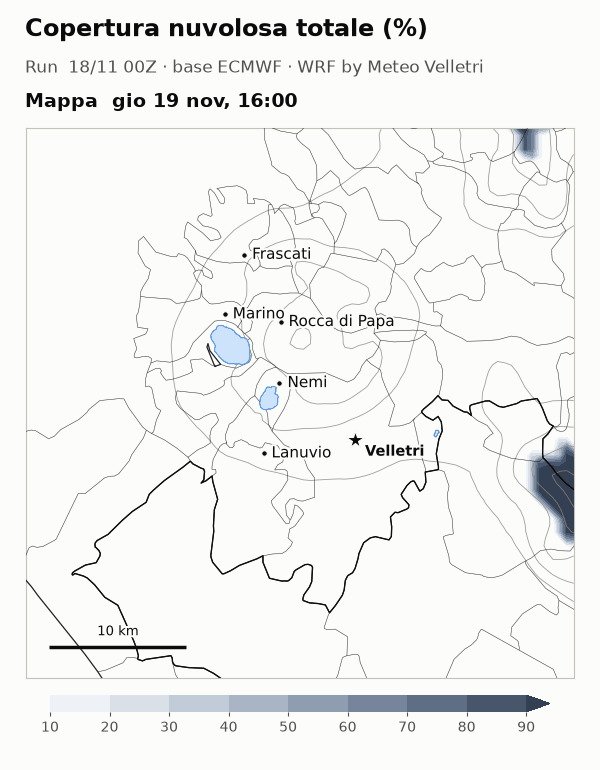 Copertura nuvolosa totale (%)
Run 18/11 00Z · base ECMWF · WRF by Meteo Velletri
Mappa gio 19 nov, 16:00
Frascati
Marino
Rocca di Papa
Nemi
Velletri
Lanuvio
10 km
10 20 30 40 50 60 70 80 90